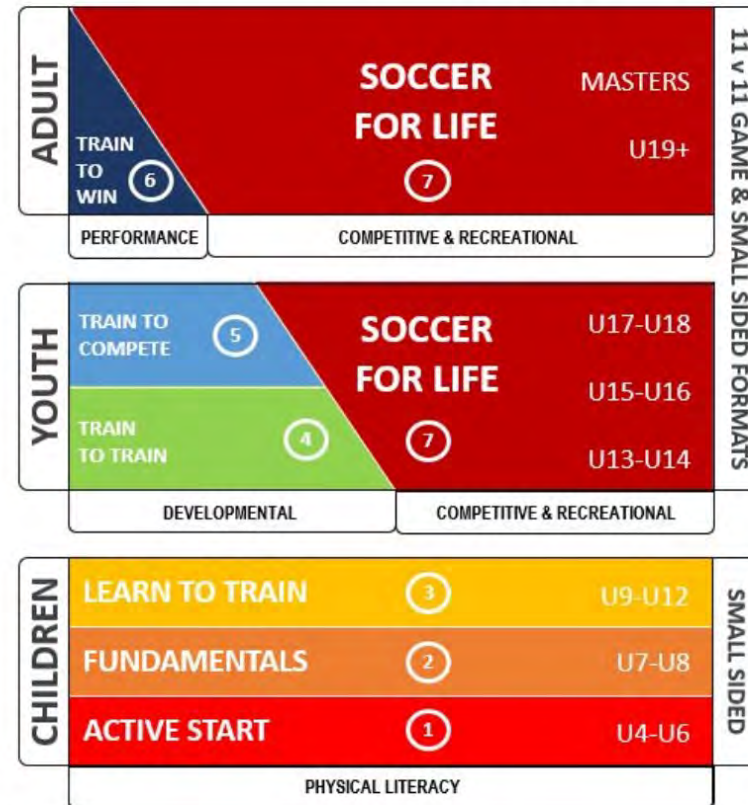 ADULT
TRAIN
TO
WIN
6
SOCCER
FOR LIFE
7
MASTERS
U19+
PERFORMANCE
COMPETITIVE & RECREATIONAL
11 v 11 GAME & SMALL SIDED FORMATS
YOUTH
TRAIN TO
COMPETE
5
TRAIN
TO TRAIN
4
SOCCER
FOR LIFE
7
U17-U18
U15-U16
U13-U14
DEVELOPMENTAL
COMPETITIVE & RECREATIONAL
CHILDREN
LEARN TO TRAIN 3 U9-U12
FUNDAMENTALS 2 U7-U8
ACTIVE START 1 U4-U6
SMALL SIDED
PHYSICAL LITERACY